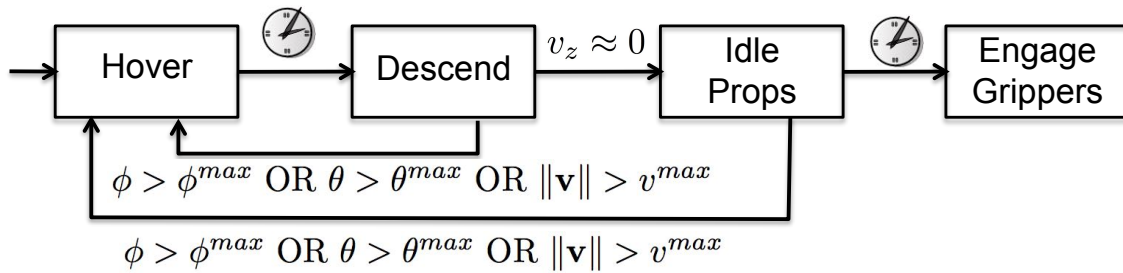 Hover
Descend
v_z ≈ 0
Idle
Props
Engage
Grippers
ϕ > ϕ^{max} OR θ > θ^{max} OR ‖v‖ > v^{max}
ϕ > ϕ^{max} OR θ > θ^{max} OR ‖v‖ > v^{max}